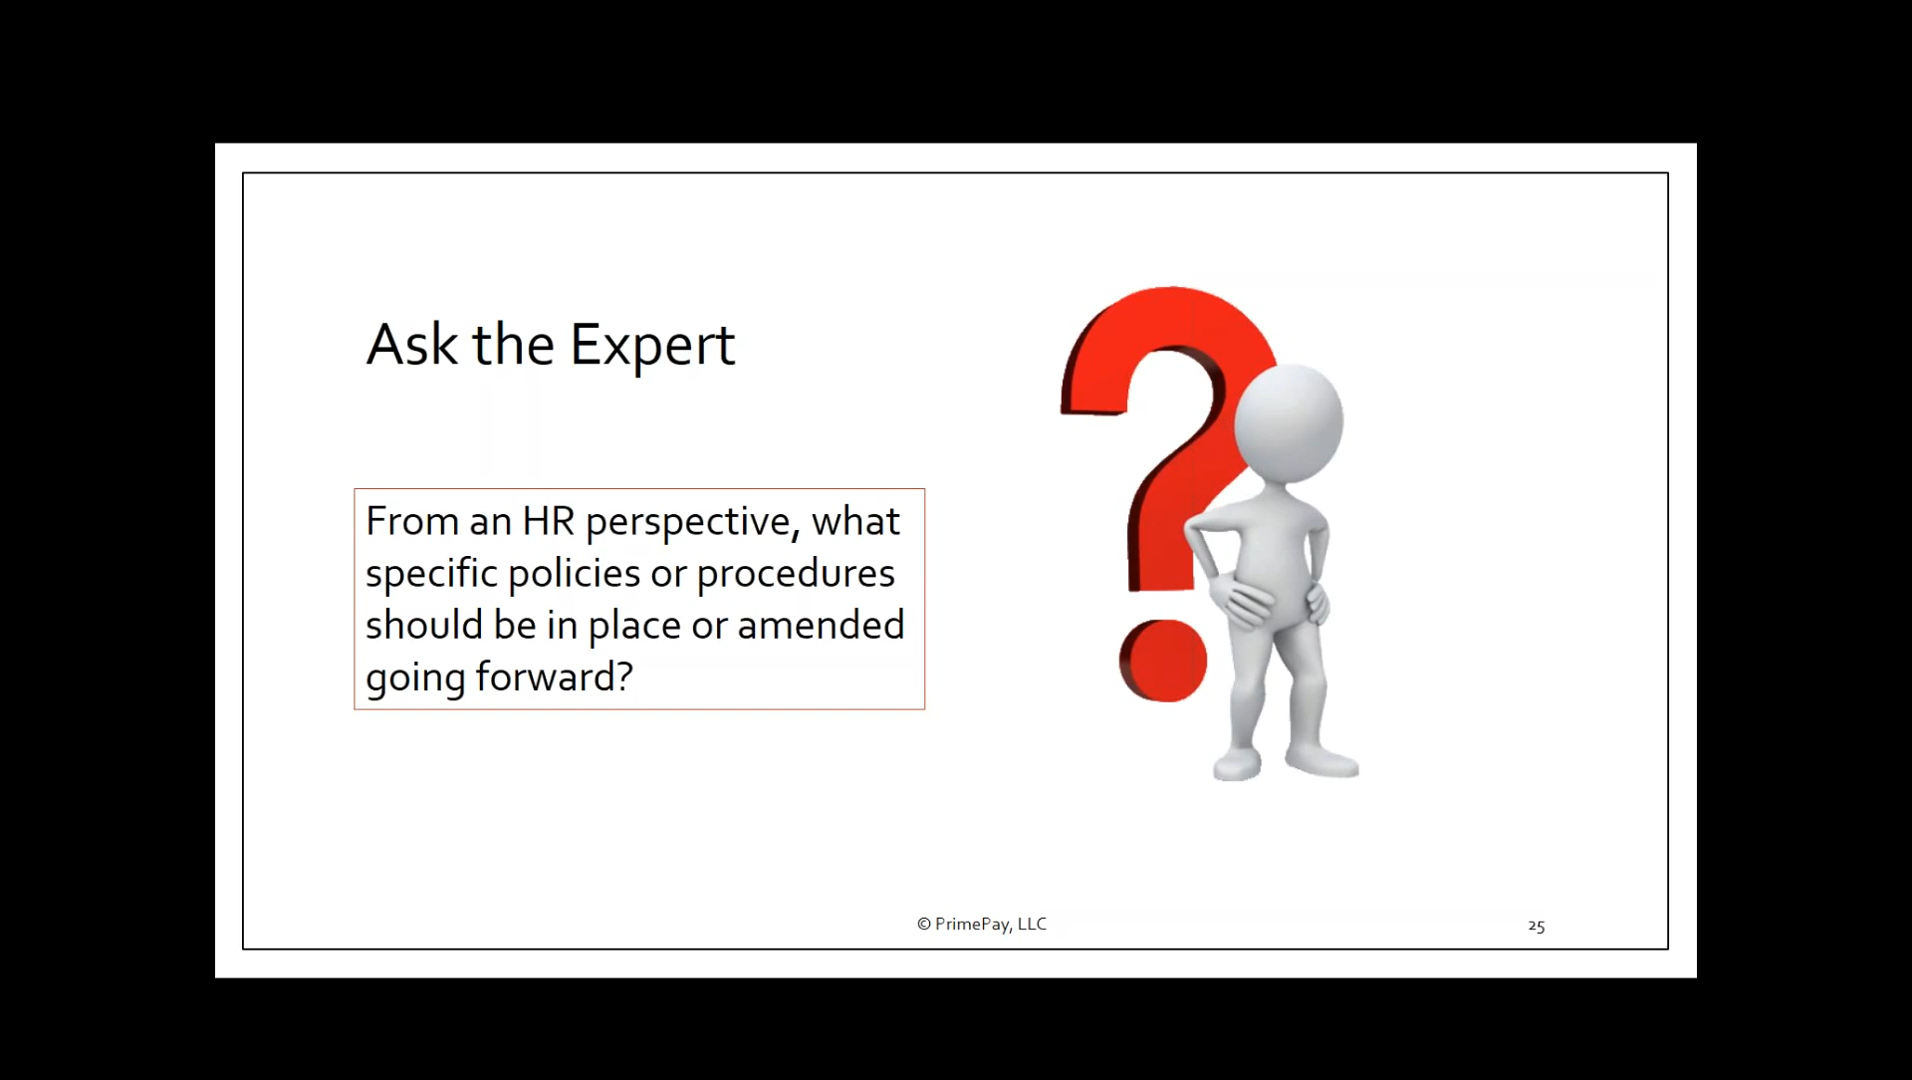 Ask the Expert
From an HR perspective, what
specific policies or procedures
should be in place or amended
going forward?
© PrimePay, LLC
25